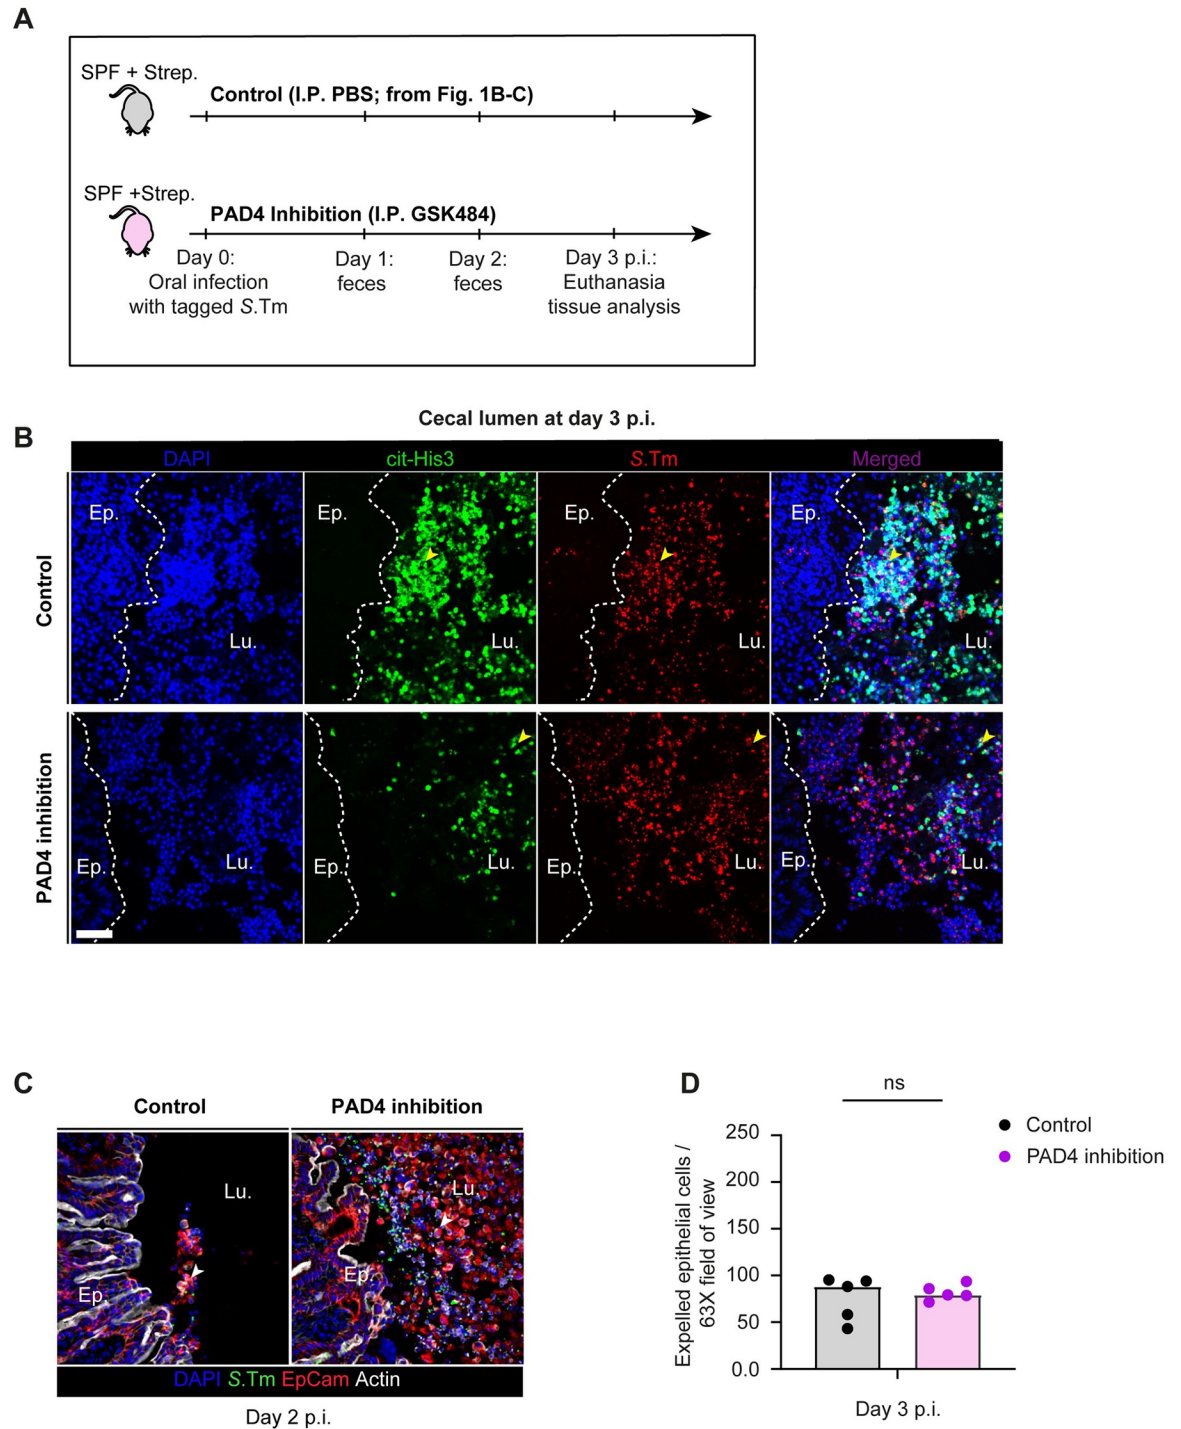 A
SPF + Strep.
Control (I.P. PBS; from Fig. 1B-C)
SPF +Strep.
PAD4 Inhibition (I.P. GSK484)
Day 0:
Oral infection
with tagged S.Tm
Day 1:
feces
Day 2:
feces
Day 3 p.i.:
Euthanasia
tissue analysis
B
Cecal lumen at day 3 p.i.
DAPI
cit-His3
S.Tm
Merged
Control
Ep.
Lu.
Ep.
Lu.
Ep.
Lu.
Ep.
Lu.
PAD4 inhibition
Ep.
Lu.
Ep.
Lu.
Ep.
Lu.
Ep.
Lu.
C
Control
PAD4 inhibition
Lu.
Ep.
Lu.
Ep.
DAPI S.Tm EpCam Actin
Day 2 p.i.
D
ns
Control
PAD4 inhibition
Expelled epithelial cells /
63X field of view
250
200
150
100
50
0.0
Day 3 p.i.